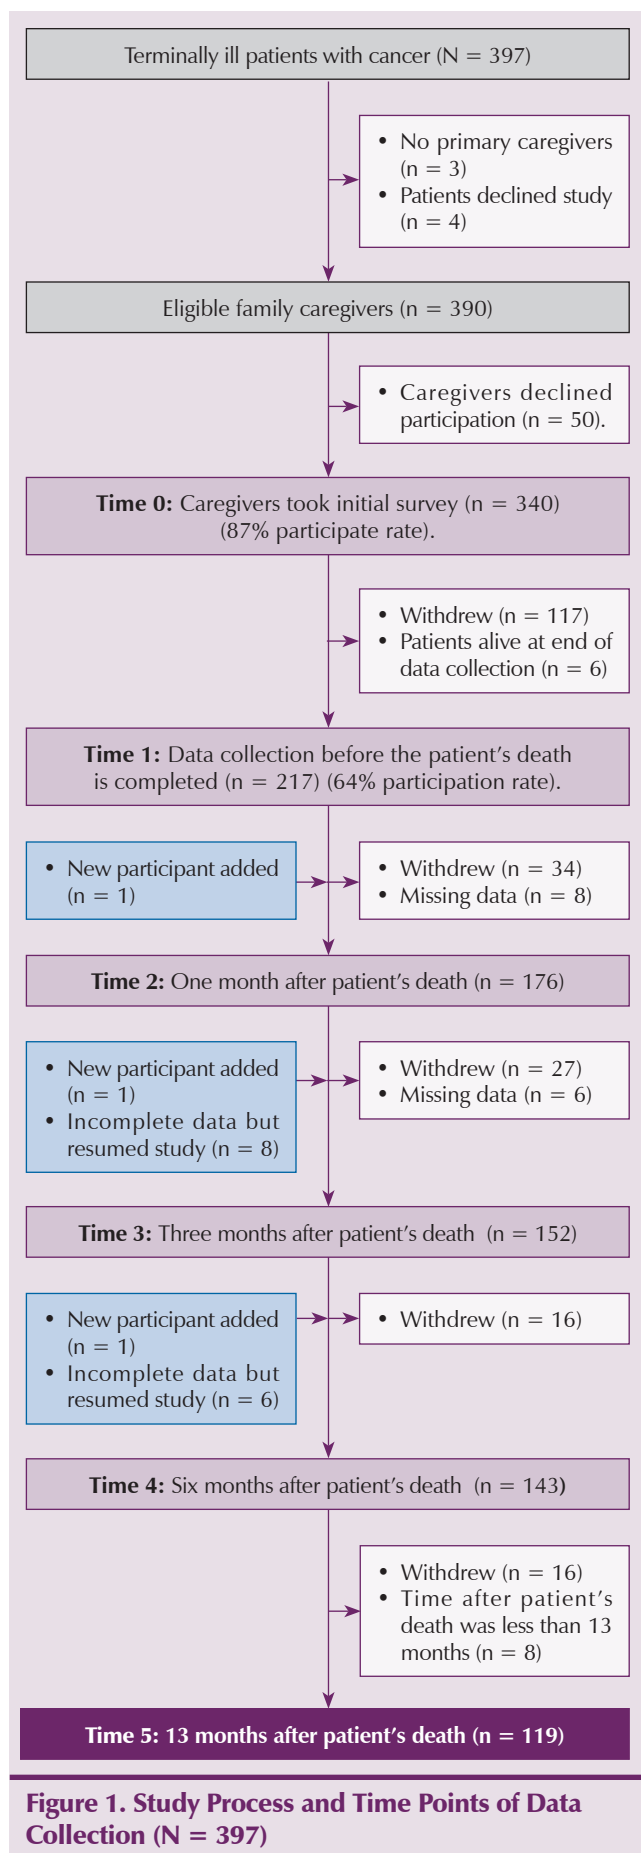 Terminally ill patients with cancer (N = 397)
• No primary caregivers
(n = 3)
• Patients declined study
(n = 4)
Eligible family caregivers (n = 390)
• Caregivers declined
participation (n = 50).
Time 0: Caregivers took initial survey (n = 340)
(87% participate rate).
• Withdrew (n = 117)
• Patients alive at end of
data collection (n = 6)
Time 1: Data collection before the patient’s death
is completed (n = 217) (64% participation rate).
• New participant added
(n = 1)
• Withdrew (n = 34)
• Missing data (n = 8)
Time 2: One month after patient’s death (n = 176)
• New participant added
(n = 1)
• Incomplete data but
resumed study (n = 8)
• Withdrew (n = 27)
• Missing data (n = 6)
Time 3: Three months after patient’s death (n = 152)
• New participant added
(n = 1)
• Incomplete data but
resumed study (n = 6)
• Withdrew (n = 16)
Time 4: Six months after patient’s death (n = 143)
• Withdrew (n = 16)
• Time after patient’s
death was less than 13
months (n = 8)
Time 5: 13 months after patient’s death (n = 119)
Figure 1. Study Process and Time Points of Data
Collection (N = 397)